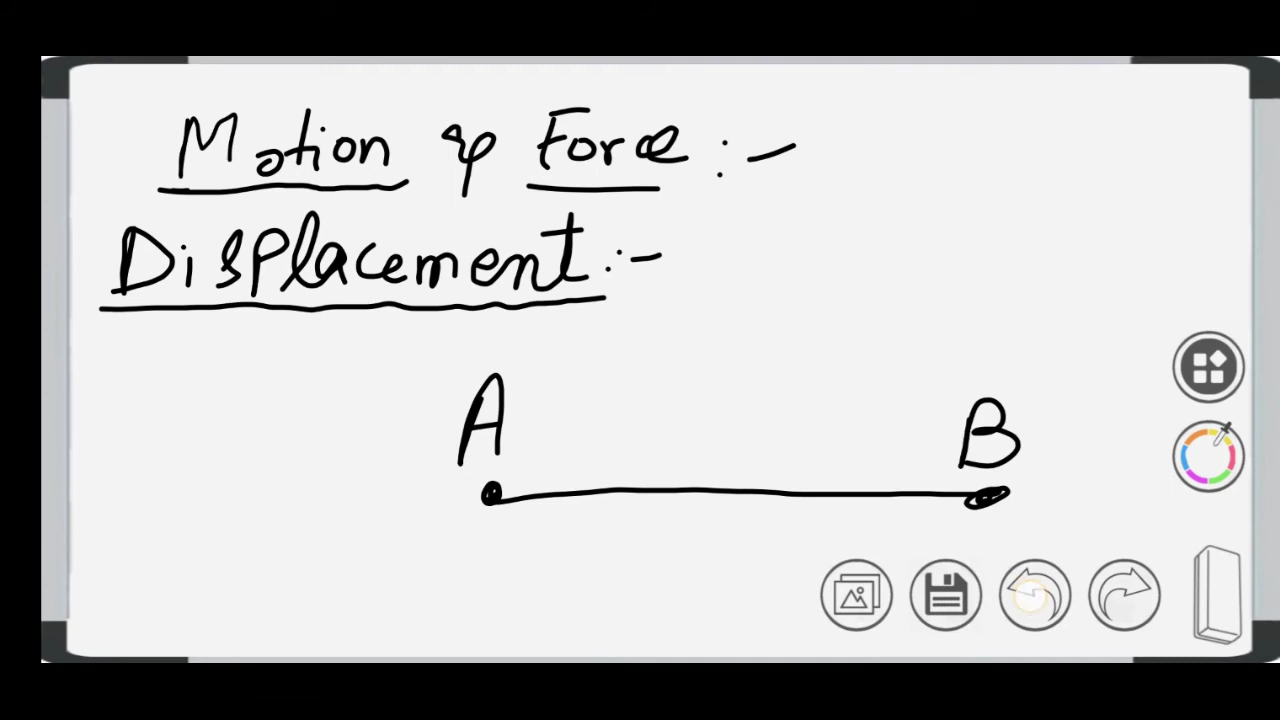 Motion & Force :-
Displacement :-
A B